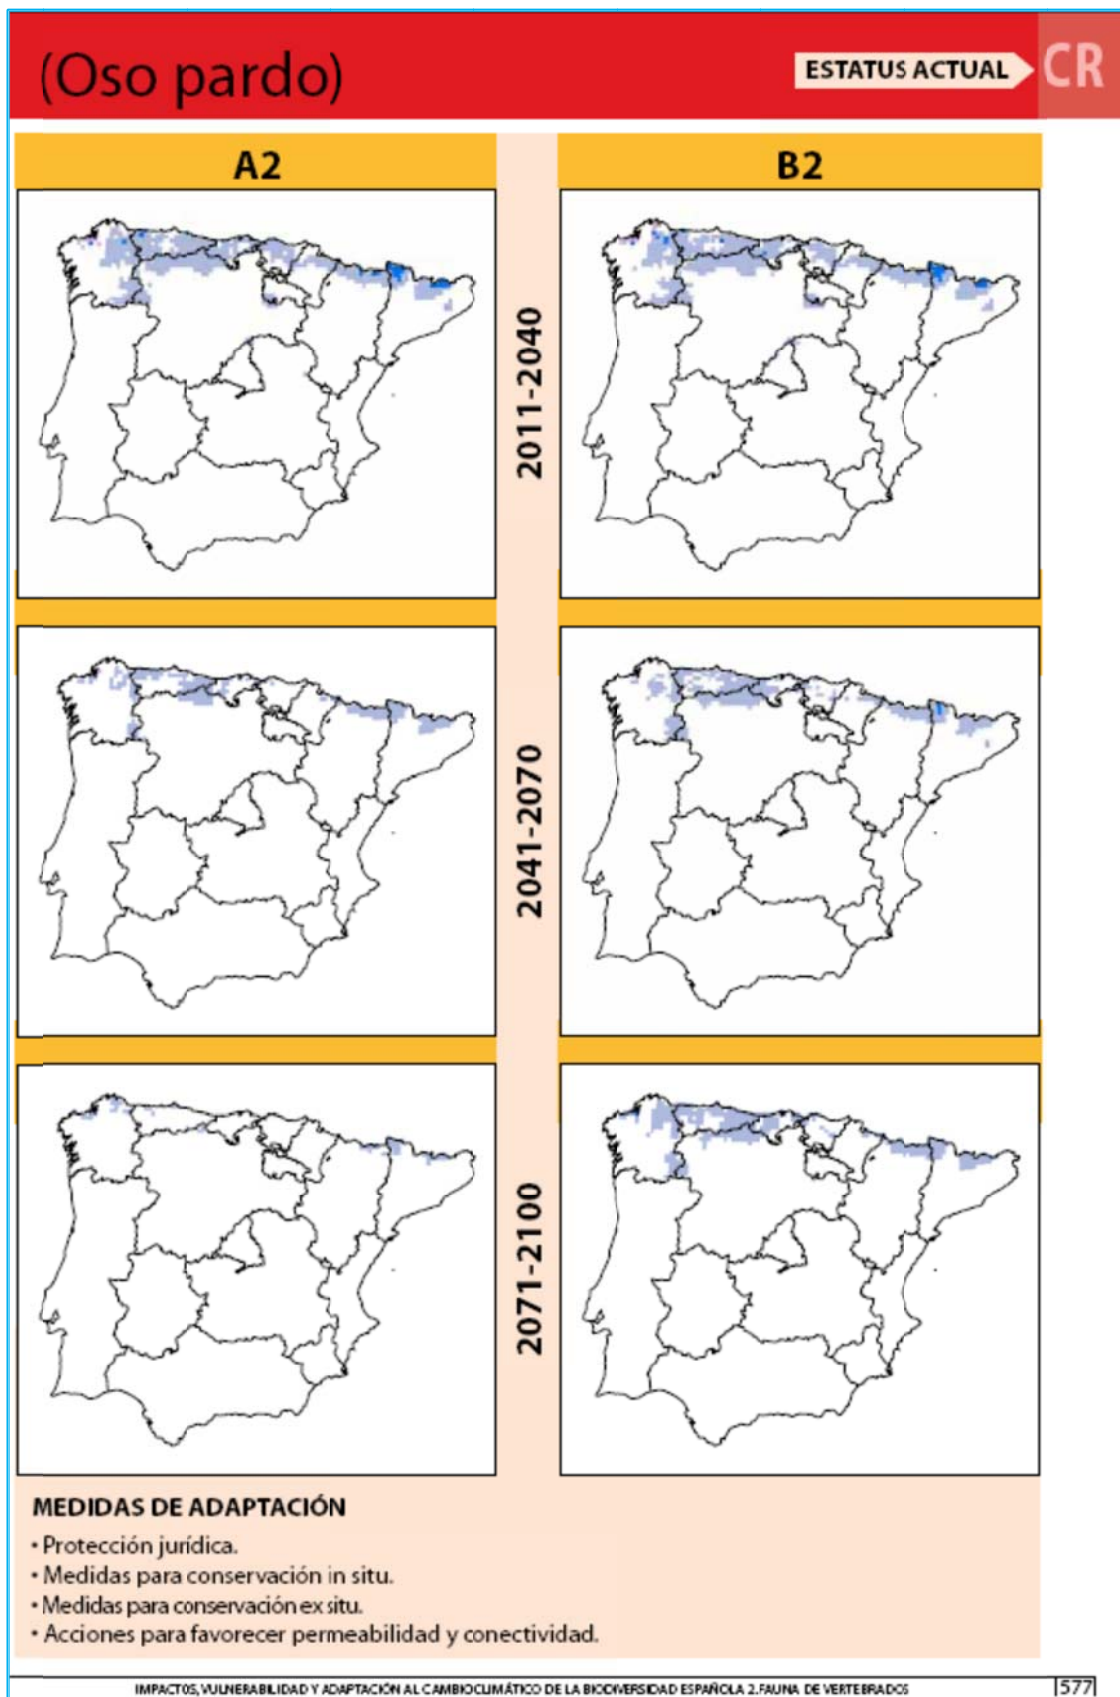 (Oso pardo)
ESTATUS ACTUAL
CR
A2
B2
2011-2040
2041-2070
2071-2100
MEDIDAS DE ADAPTACIÓN
• Protección jurídica.
• Medidas para conservación in situ.
• Medidas para conservación ex situ.
• Acciones para favorecer permeabilidad y conectividad.
IMPACTOS, VULNERABILIDAD Y ADAPTACIÓN AL CAMBIO CLIMÁTICO DE LA BIODIVERSIDAD ESPAÑOLA 2. FAUNA DE VERTEBRADOS
577